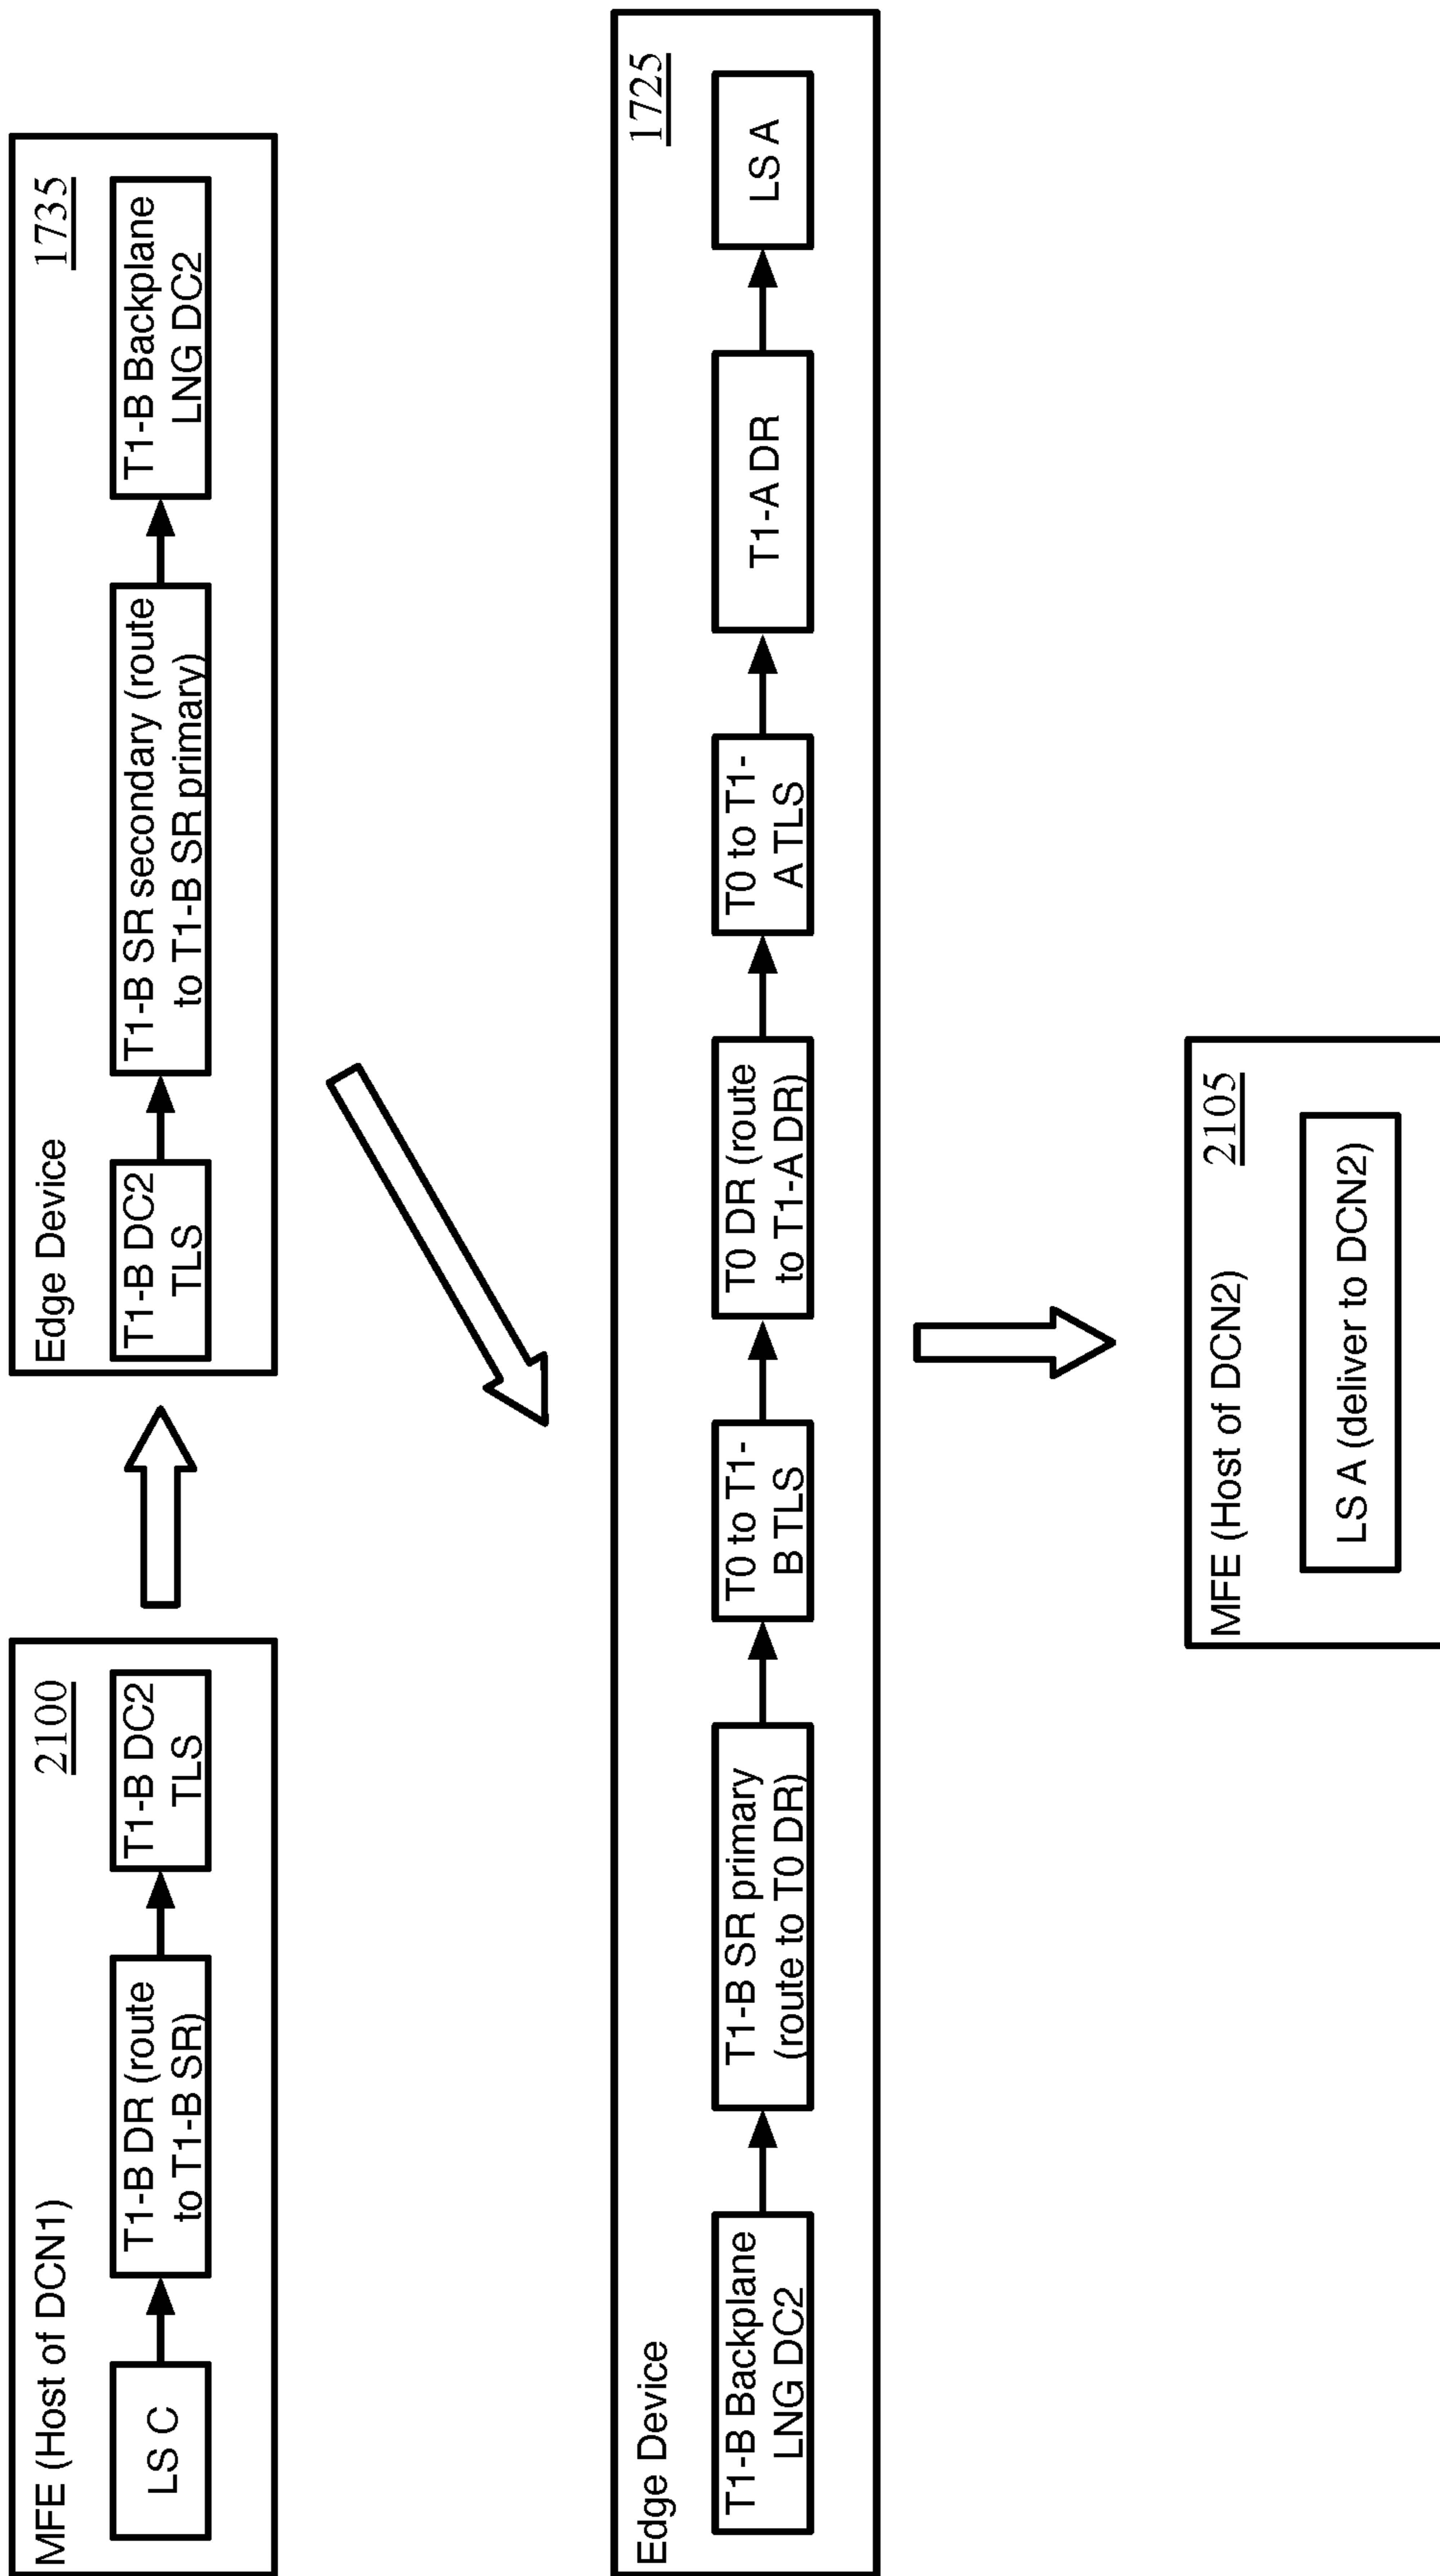 MFE (Host of DCN1)
2100
LS C
T1-B DR (route
to T1-B SR)
T1-B DC2
TLS
Edge Device
1735
T1-B DC2
TLS
T1-B SR secondary (route
to T1-B SR primary)
T1-B Backplane
LNG DC2
Edge Device
1725
T1-B Backplane
LNG DC2
T1-B SR primary
(route to T0 DR)
T0 to T1-
B TLS
T0 DR (route
to T1-A DR)
T0 to T1-
A TLS
T1-A DR
LS A
MFE (Host of DCN2)
2105
LS A (deliver to DCN2)